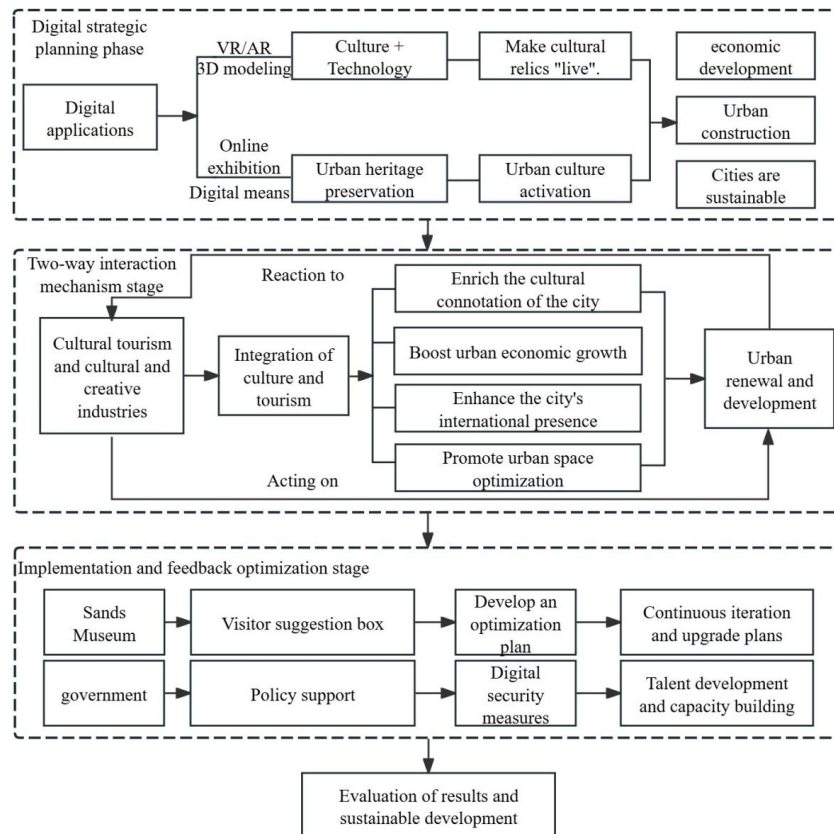 Digital strategic
planning phase
VR/AR
3D modeling
Culture +
Technology
Make cultural
relics "live".
economic
development
Digital
applications
Urban
construction
Online
exhibition
Digital means
Urban heritage
preservation
Urban culture
activation
Cities are
sustainable
Two-way interaction
mechanism stage
Reaction to
Enrich the cultural
connotation of the city
Cultural tourism
and cultural and
creative
industries
Integration of
culture and
tourism
Boost urban economic growth
Enhance the city's
international presence
Promote urban space
optimization
Urban
renewal and
development
Acting on
Implementation and feedback optimization stage
Sands
Museum
Visitor suggestion box
Develop an
optimization
plan
Continuous iteration
and upgrade plans
government
Policy support
Digital
security
measures
Talent development
and capacity building
Evaluation of results and
sustainable development